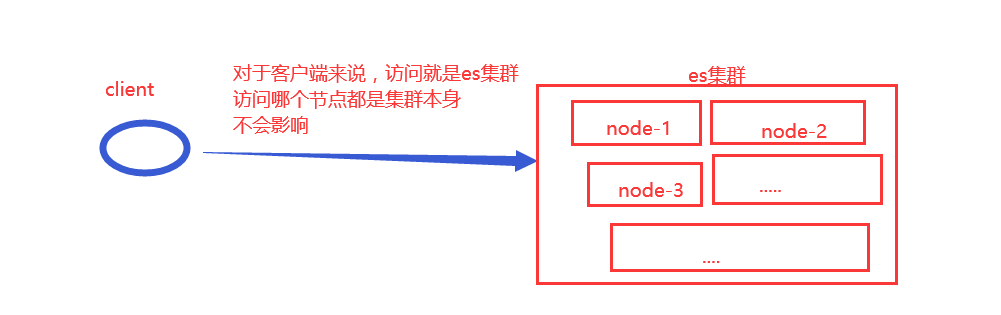 client
对于客户端来说，访问就是es集群
访问哪个节点都是集群本身
不会影响
es集群
node-1
node-2
node-3
.....
....